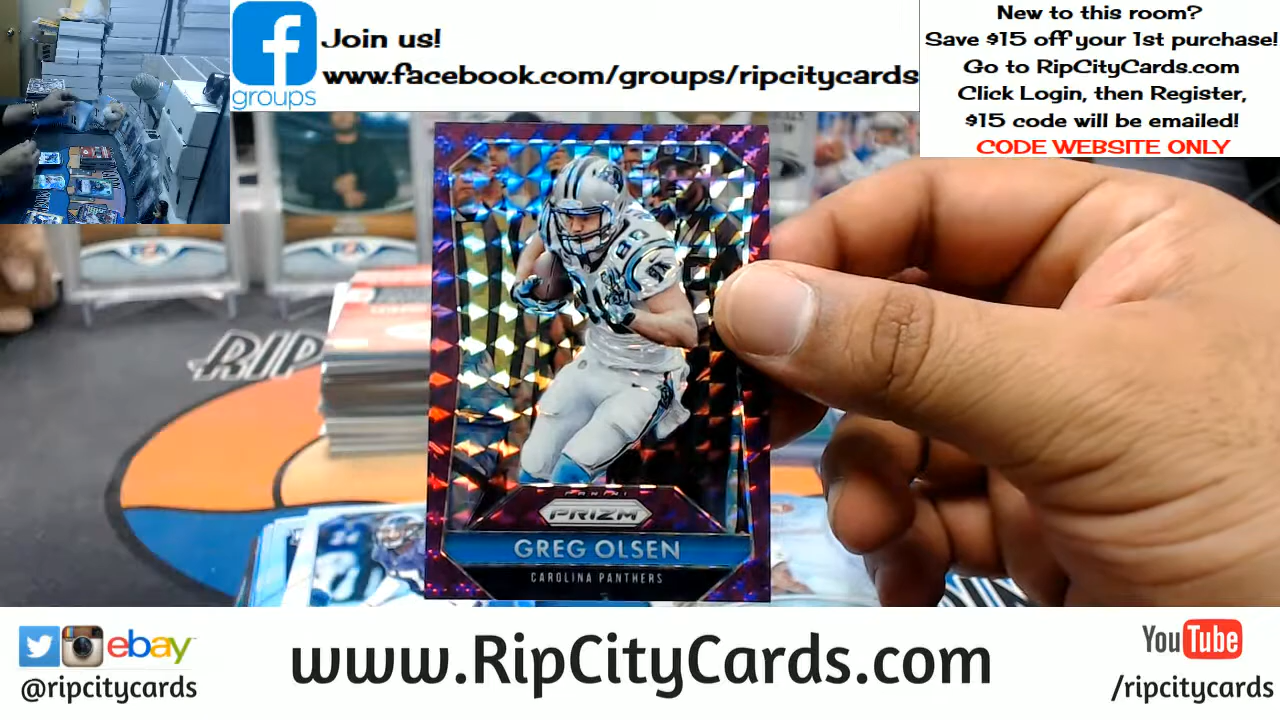 Join us!
www.facebook.com/groups/ripcitycards
groups
New to this room?
Save $15 off your 1st purchase!
Go to RipCityCards.com
Click Login, then Register,
$15 code will be emailed!
CODE WEBSITE ONLY
RIP
PANINI
PRIZM
GREG OLSEN
CAROLINA PANTHERS
ebay
@ripcitycards
www.RipCityCards.com
YouTube
/ripcitycards